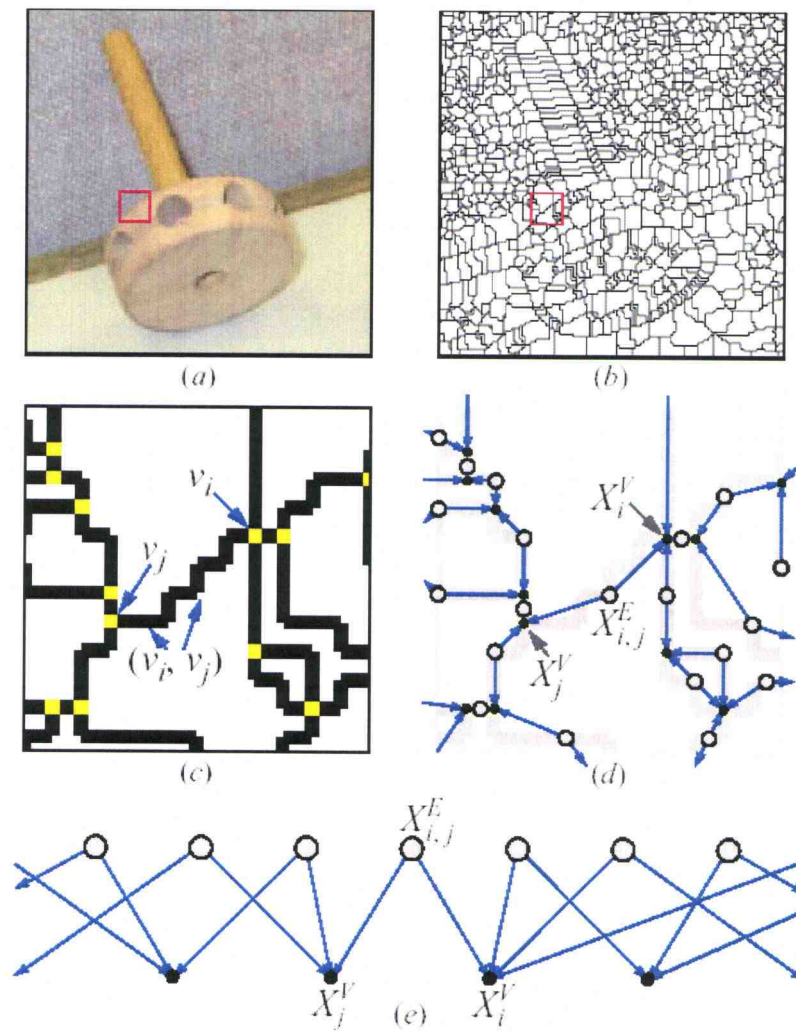 (a)
(b)
v_i
v_j
(v_i, v_j)
(c)
X_i^V
X_{i,j}^E
X_j^V
(d)
X_{i,j}^E
X_j^V
(e)
X_i^V